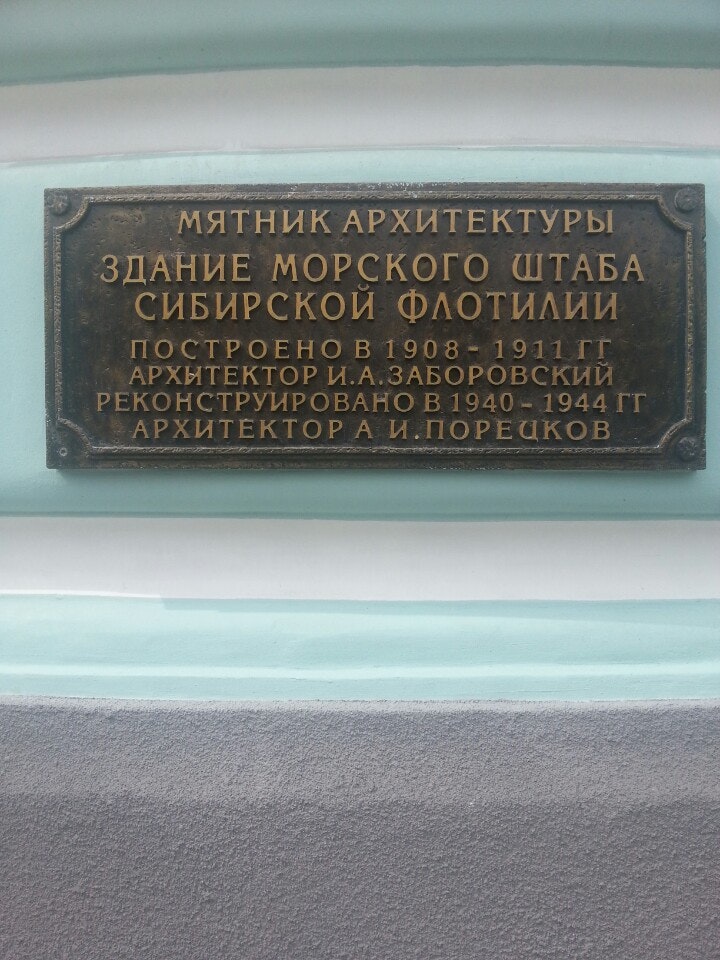 МЯТНИК АРХИТЕКТУРЫ
ЗДАНИЕ МОРСКОГО ШТАБА
СИБИРСКОЙ ФЛОТИЛИИ
ПОСТРОЕНО В 1908 - 1911 ГГ
АРХИТЕКТОР И.А.ЗАБОРОВСКИЙ
РЕКОНСТРУИРОВАНО В 1940 - 1944 ГГ
АРХИТЕКТОР А И.ПОРЕЦКОВ